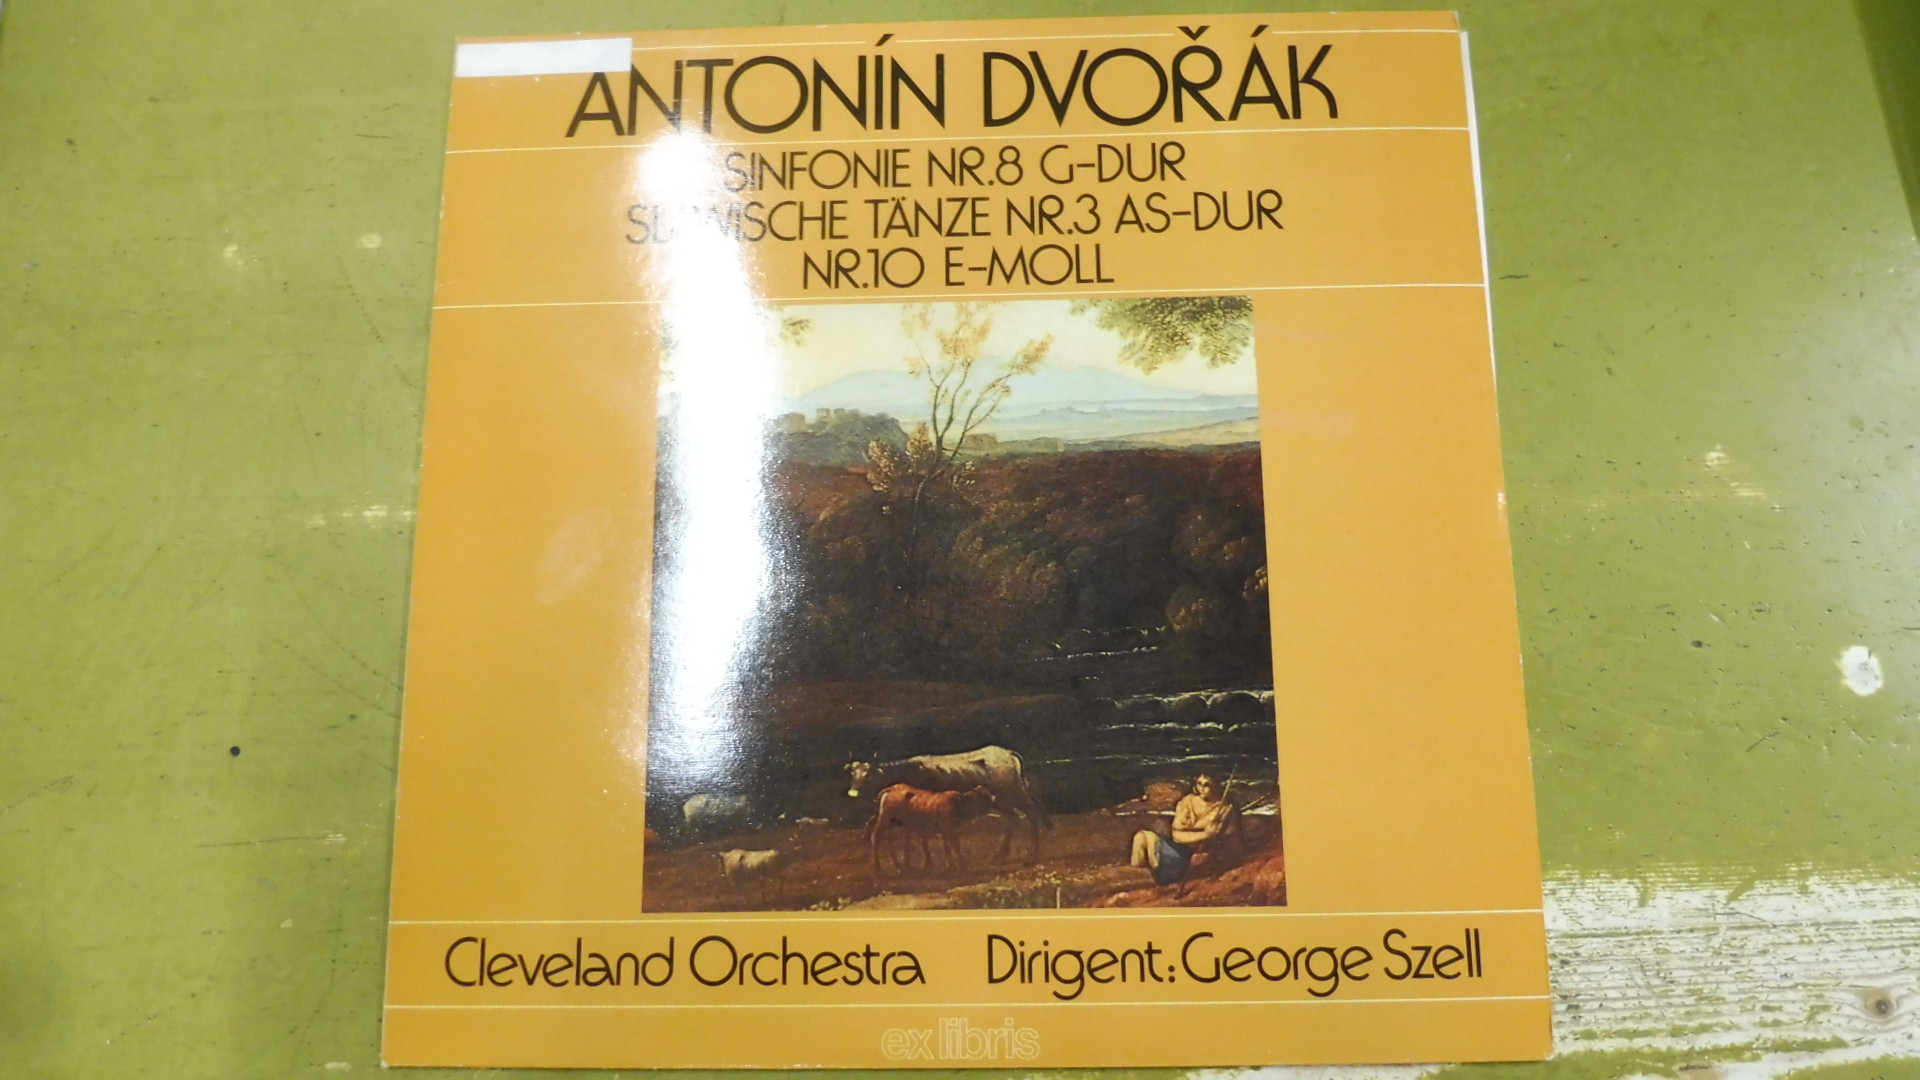 ANTONÍN DVOŘÁK
SINFONIE NR.8 G-DUR
SLAWISCHE TÄNZE NR.3 AS-DUR
NR.10 E-MOLL
Cleveland Orchestra Dirigent: George Szell
ex libris